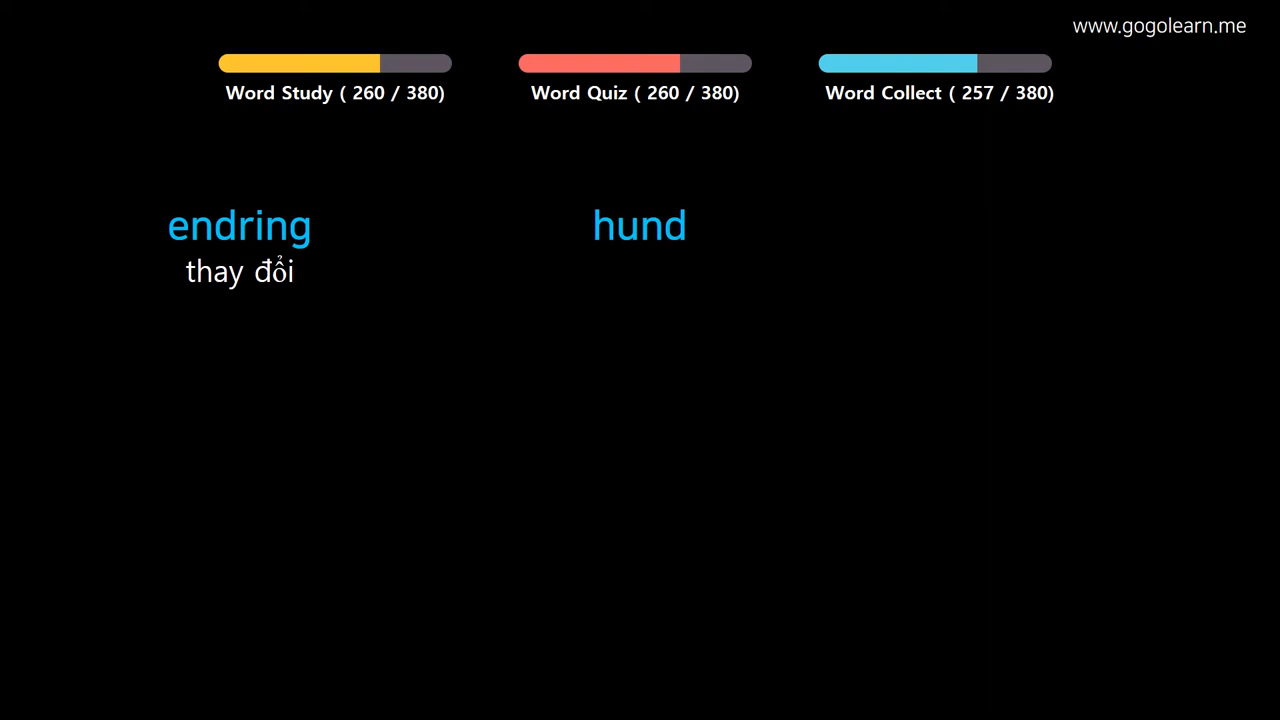 www.gogolearn.me
Word Study ( 260 / 380)
Word Quiz ( 260 / 380)
Word Collect ( 257 / 380)
endring
thay đổi
hund